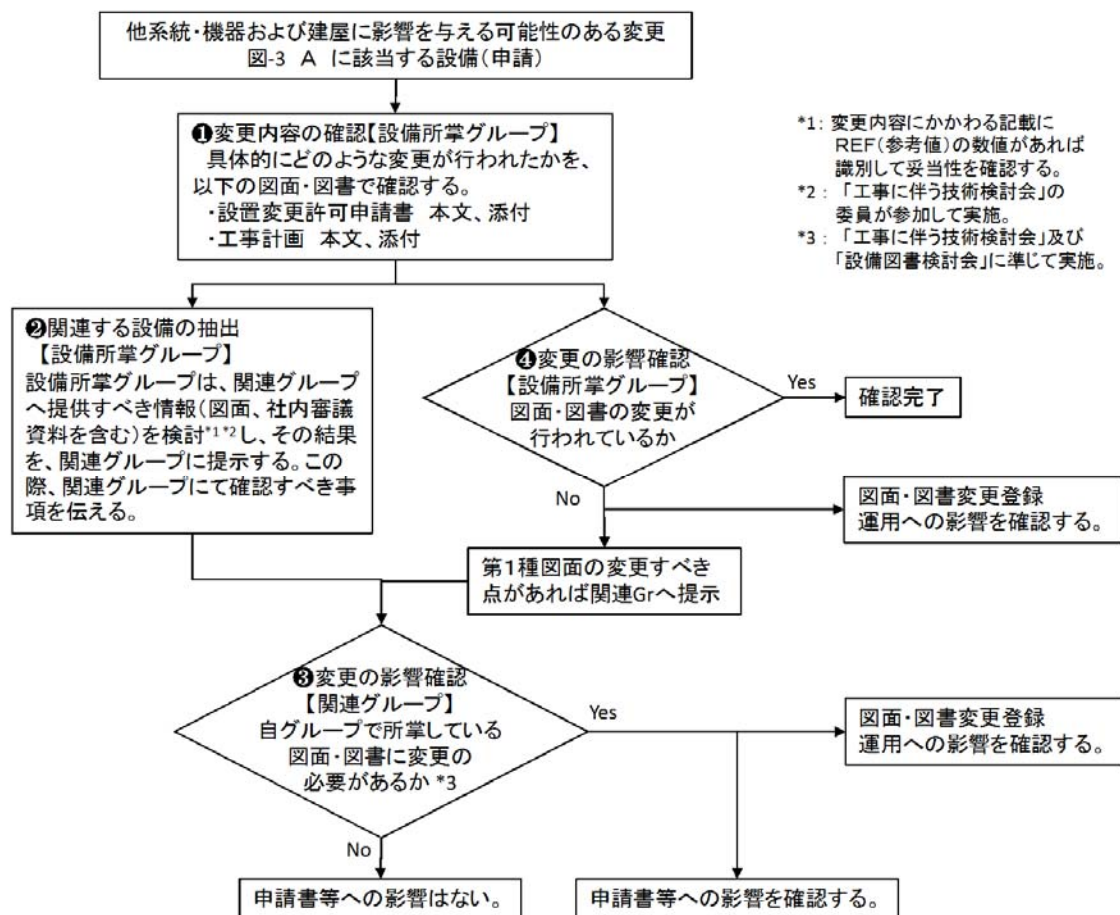 他系統・機器および建屋に影響を与える可能性のある変更
図-3 A に該当する設備(申請)
❶変更内容の確認【設備所掌グループ】
具体的にどのような変更が行われたかを、
以下の図面・図書で確認する。
・設置変更許可申請書 本文、添付
・工事計画 本文、添付
*1: 変更内容にかかわる記載に
REF(参考値)の数値があれば
識別して妥当性を確認する。
*2: 「工事に伴う技術検討会」の
委員が参加して実施。
*3: 「工事に伴う技術検討会」及び
「設備図書検討会」に準じて実施。
❷関連する設備の抽出
【設備所掌グループ】
設備所掌グループは、関連グループ
へ提供すべき情報(図面、社内審議
資料を含む)を検討*1 *2し、その結果
を、関連グループに提示する。この
際、関連グループにて確認すべき事
項を伝える。
❹変更の影響確認
【設備所掌グループ】
図面・図書の変更が
行われているか
Yes
確認完了
No
図面・図書変更登録
運用への影響を確認する。
第1種図面の変更すべき
点があれば関連Grへ提示
❸変更の影響確認
【関連グループ】
自グループで所掌している
図面・図書に変更の
必要があるか *3
Yes
図面・図書変更登録
運用への影響を確認する。
No
申請書等への影響はない。
申請書等への影響を確認する。